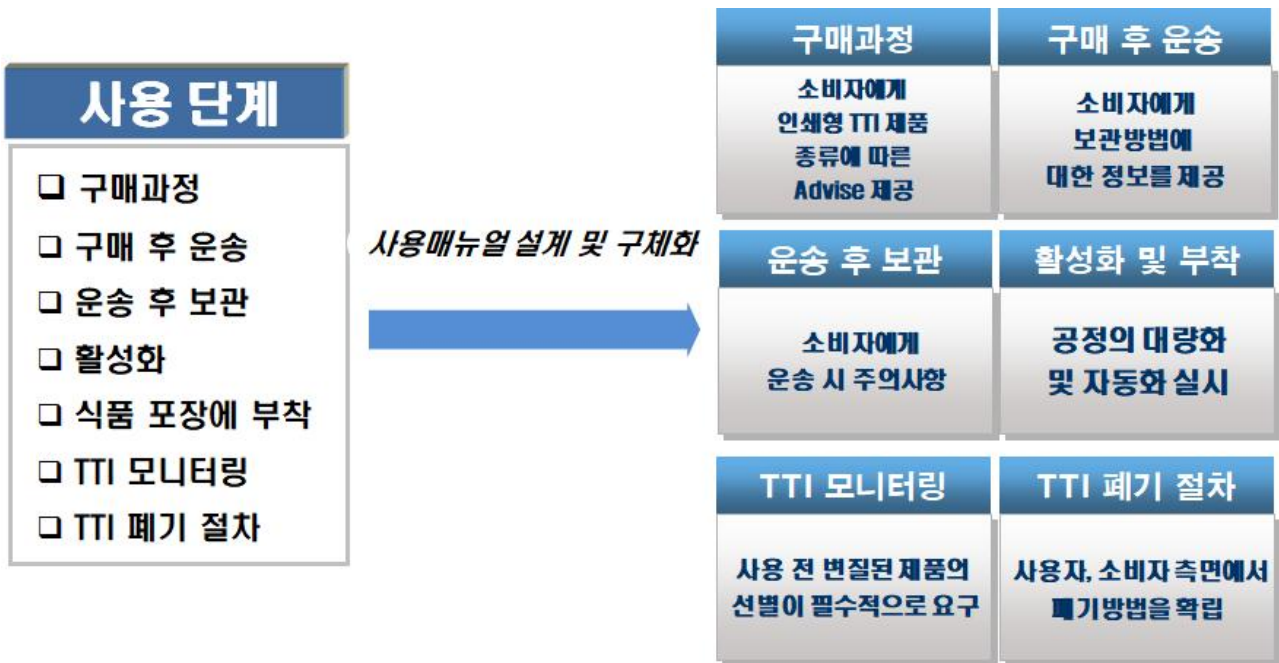 사용 단계
❑ 구매과정
❑ 구매 후 운송
❑ 운송 후 보관
❑ 활성화
❑ 식품 포장에 부착
❑ TTI 모니터링
❑ TTI 폐기 절차
사용매뉴얼 설계 및 구체화
구매과정
소비자에게
인쇄형 TTI 제품
종류에 따른
Advise 제공
구매 후 운송
소비자에게
보관방법에
대한 정보를 제공
운송 후 보관
소비자에게
운송 시 주의사항
활성화 및 부착
공정의 대량화
및 자동화 실시
TTI 모니터링
사용 전 변질된 제품의
선별이 필수적으로 요구
TTI 폐기 절차
사용자, 소비자 측면에서
폐기방법을 확립